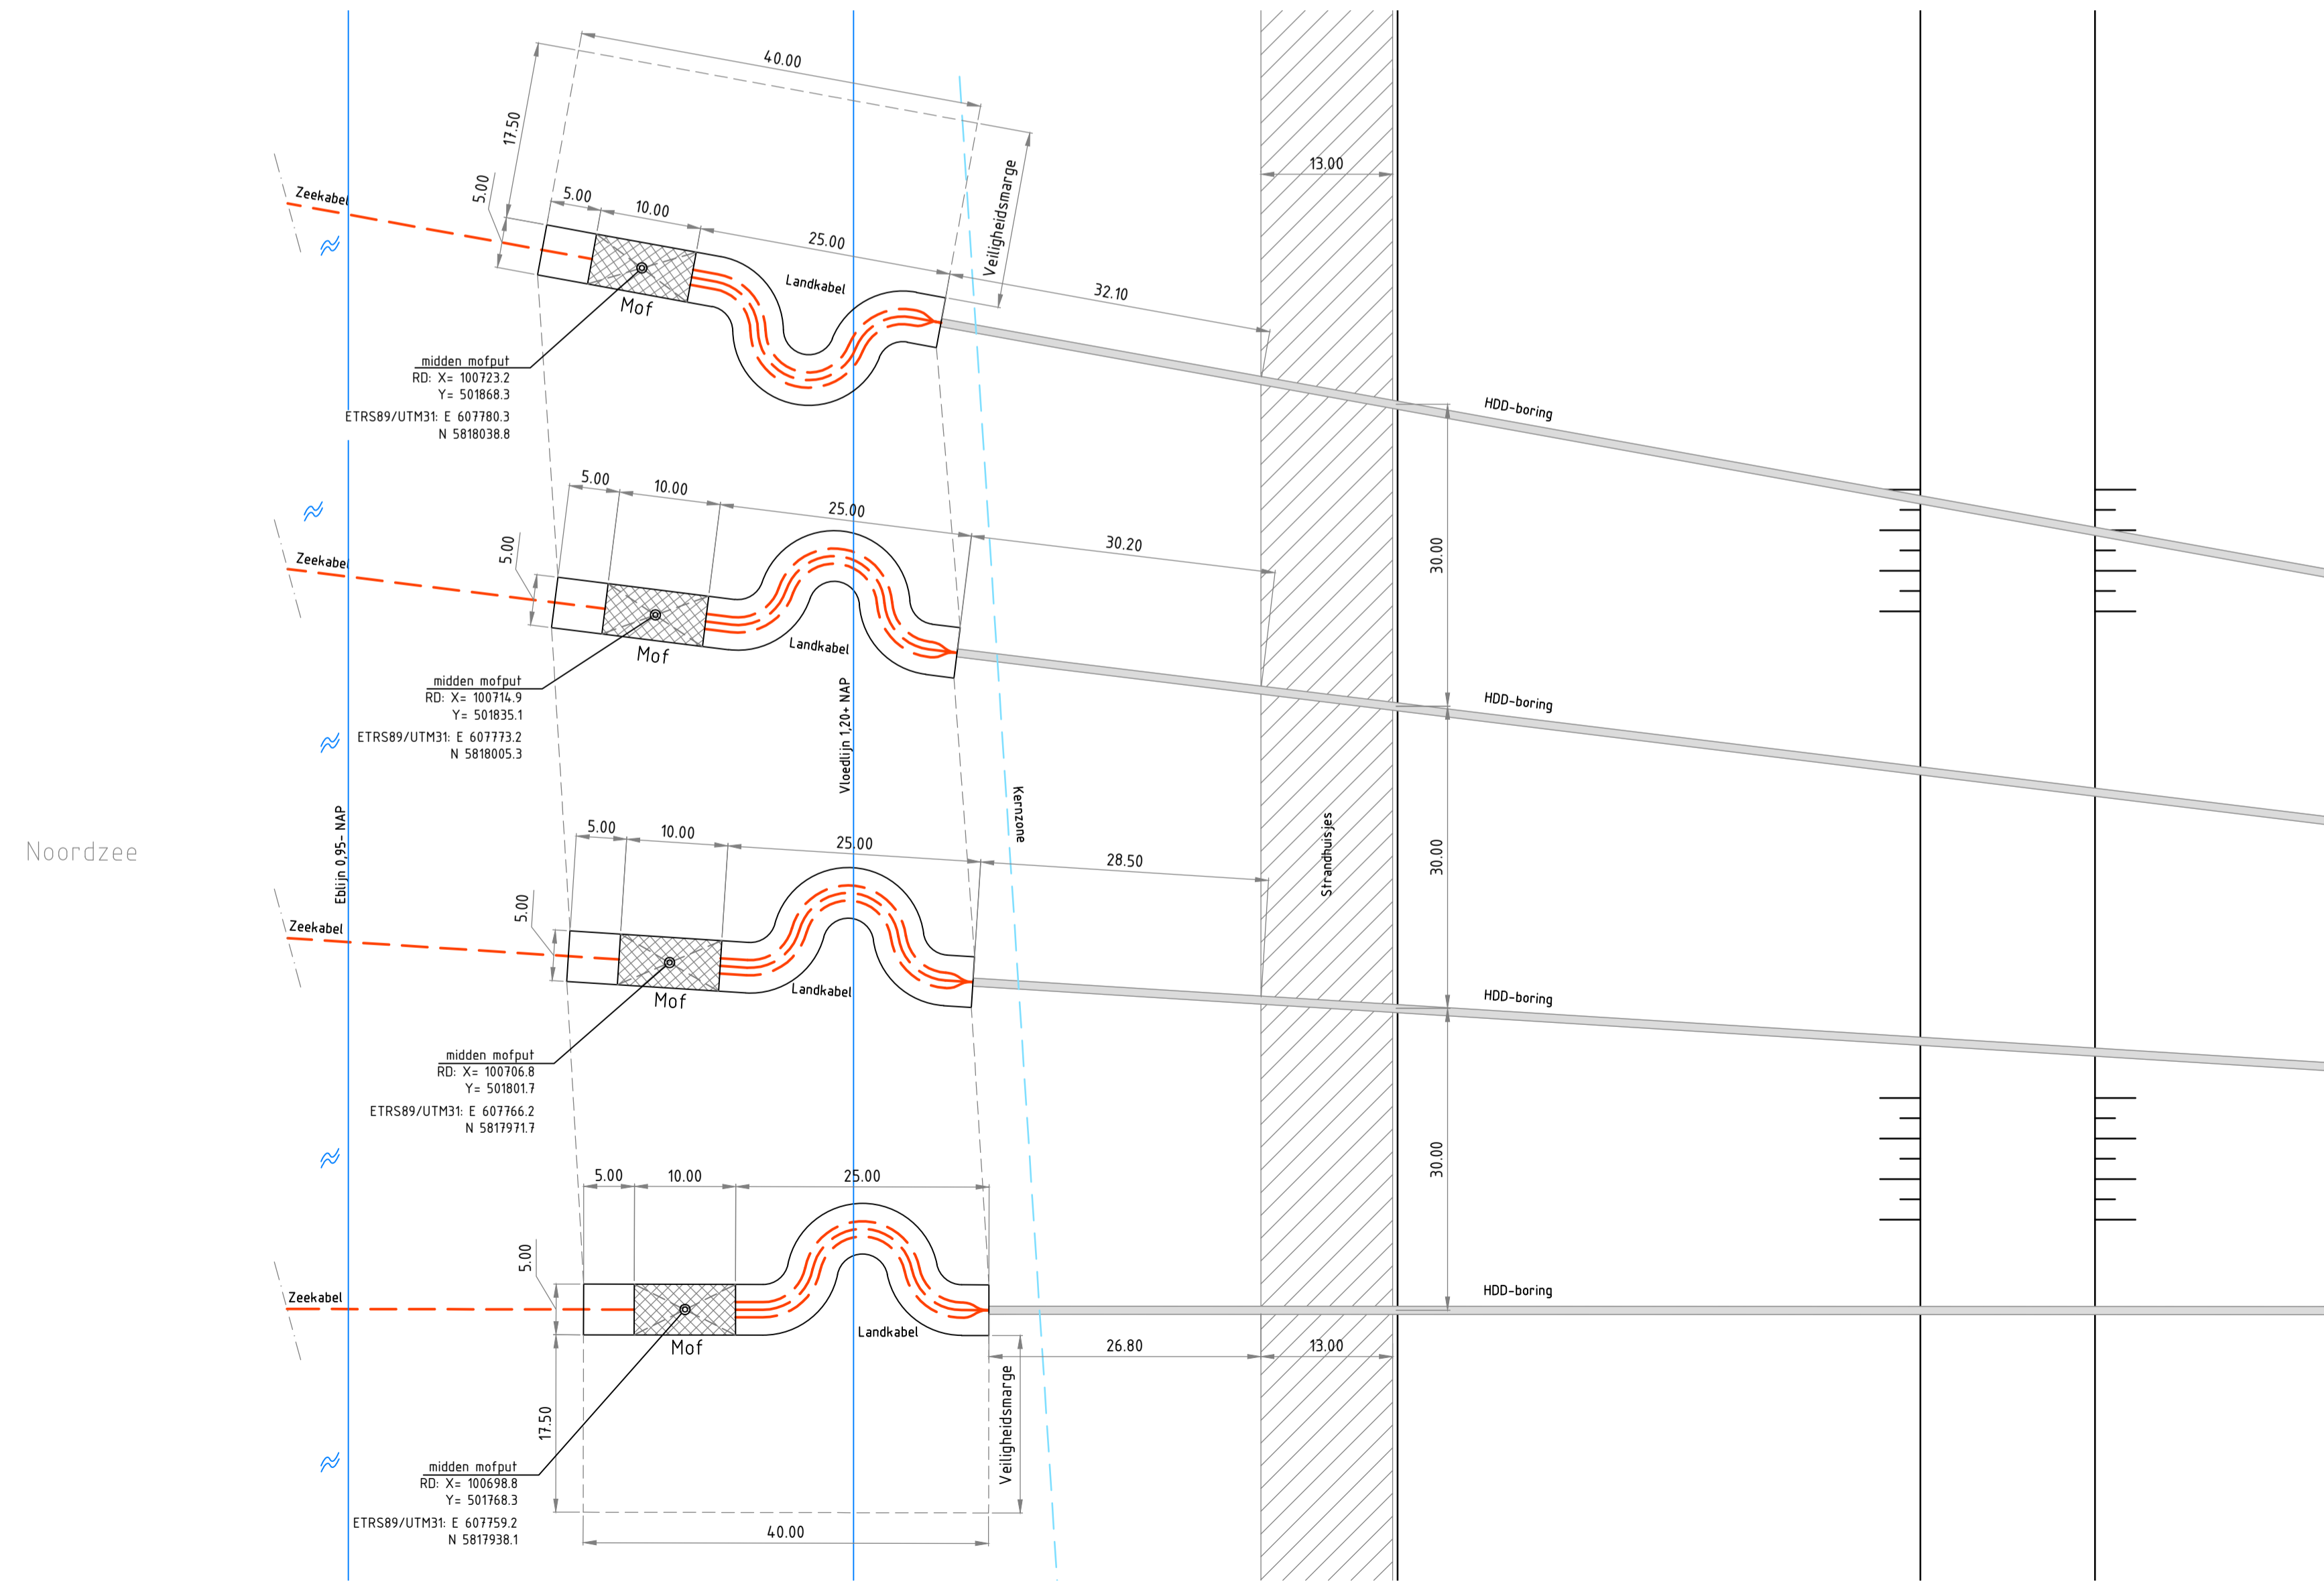 40.00
17.50
5.00
5.00
10.00
25.00
Veiligheidsmarge
13.00
Zeekabel
Landkabel
32.10
Mof
midden mofput
RD: X= 100723.2
Y= 501868.3
ETRS89/UTM31: E 607780.3
N 5818038.8
HDD-boring
5.00
10.00
25.00
5.00
30.20
30.00
Zeekabel
Landkabel
Mof
midden mofput
RD: X= 100714.9
Y= 501835.1
ETRS89/UTM31: E 607773.2
N 5818005.3
HDD-boring
Vloedlijn 1,20+ NAP
Kernzone
Eblijn 0,95- NAP
Strandhuisjes
Noordzee
5.00
10.00
25.00
28.50
30.00
5.00
Zeekabel
Landkabel
Mof
midden mofput
RD: X= 100706.8
Y= 501801.7
ETRS89/UTM31: E 607766.2
N 5817971.7
HDD-boring
5.00
10.00
25.00
30.00
5.00
Zeekabel
HDD-boring
Landkabel
Mof
26.80
13.00
17.50
Veiligheidsmarge
midden mofput
RD: X= 100698.8
Y= 501768.3
ETRS89/UTM31: E 607759.2
N 5817938.1
40.00